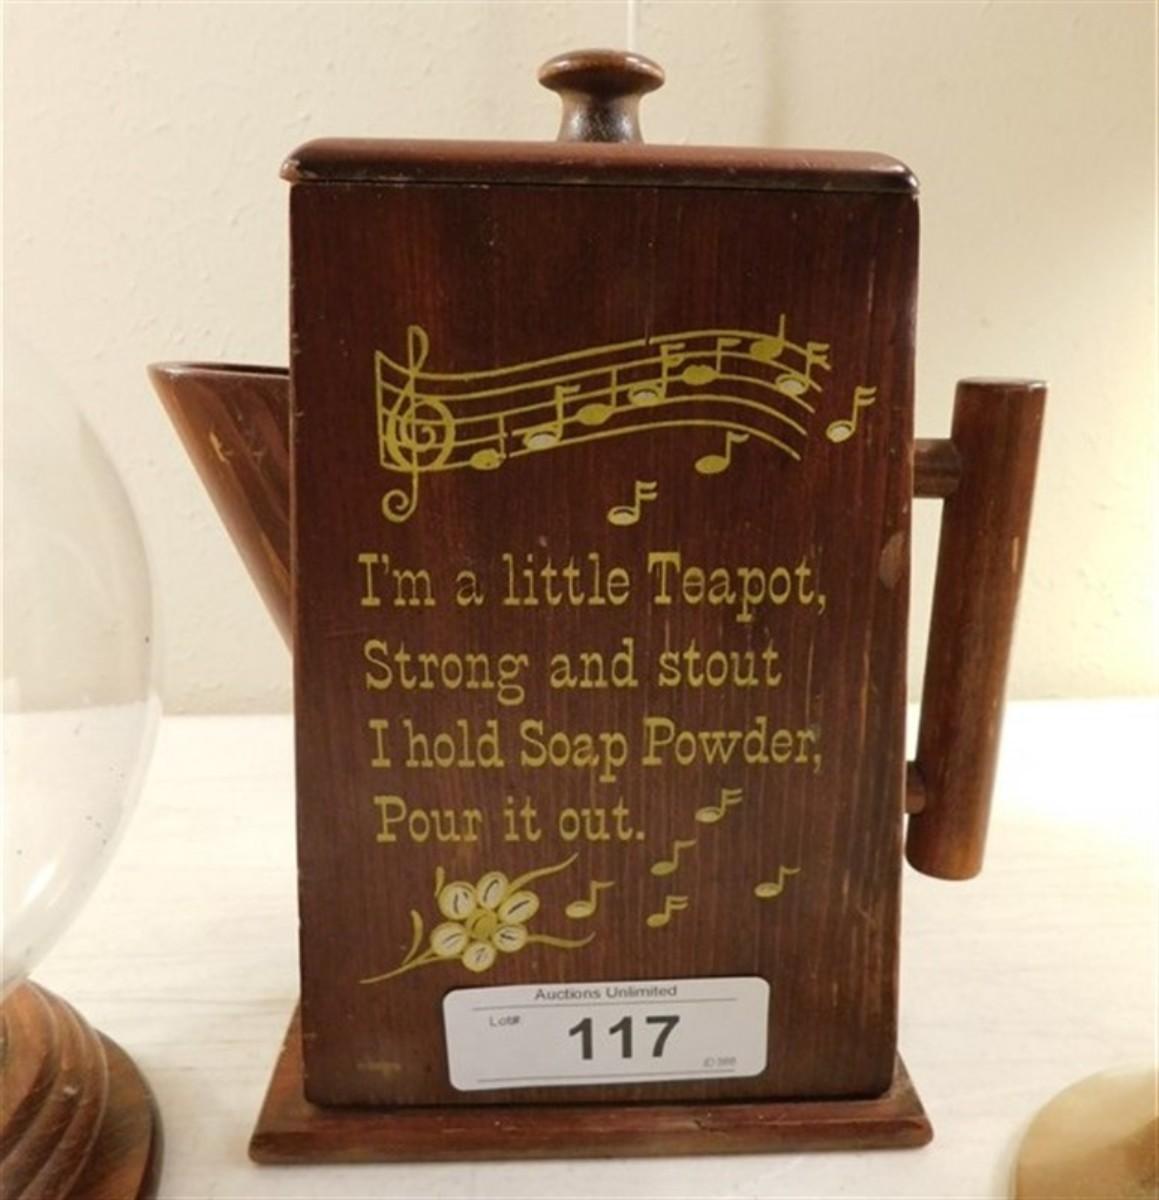 I'm a little Teapot,
Strong and stout
I hold Soap Powder,
Pour it out.
Auctions Unlimited
Lot#
117